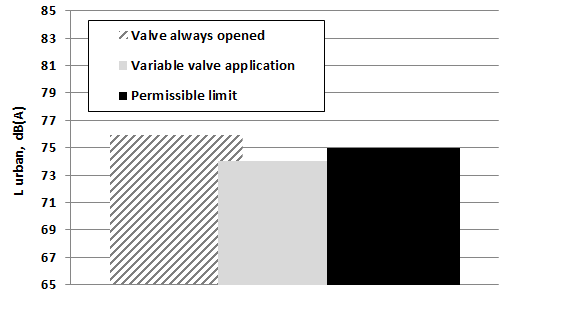 85
83
81
79
77
75
73
71
69
67
65
L urban, dB(A)
Valve always opened
Variable valve application
Permissible limit